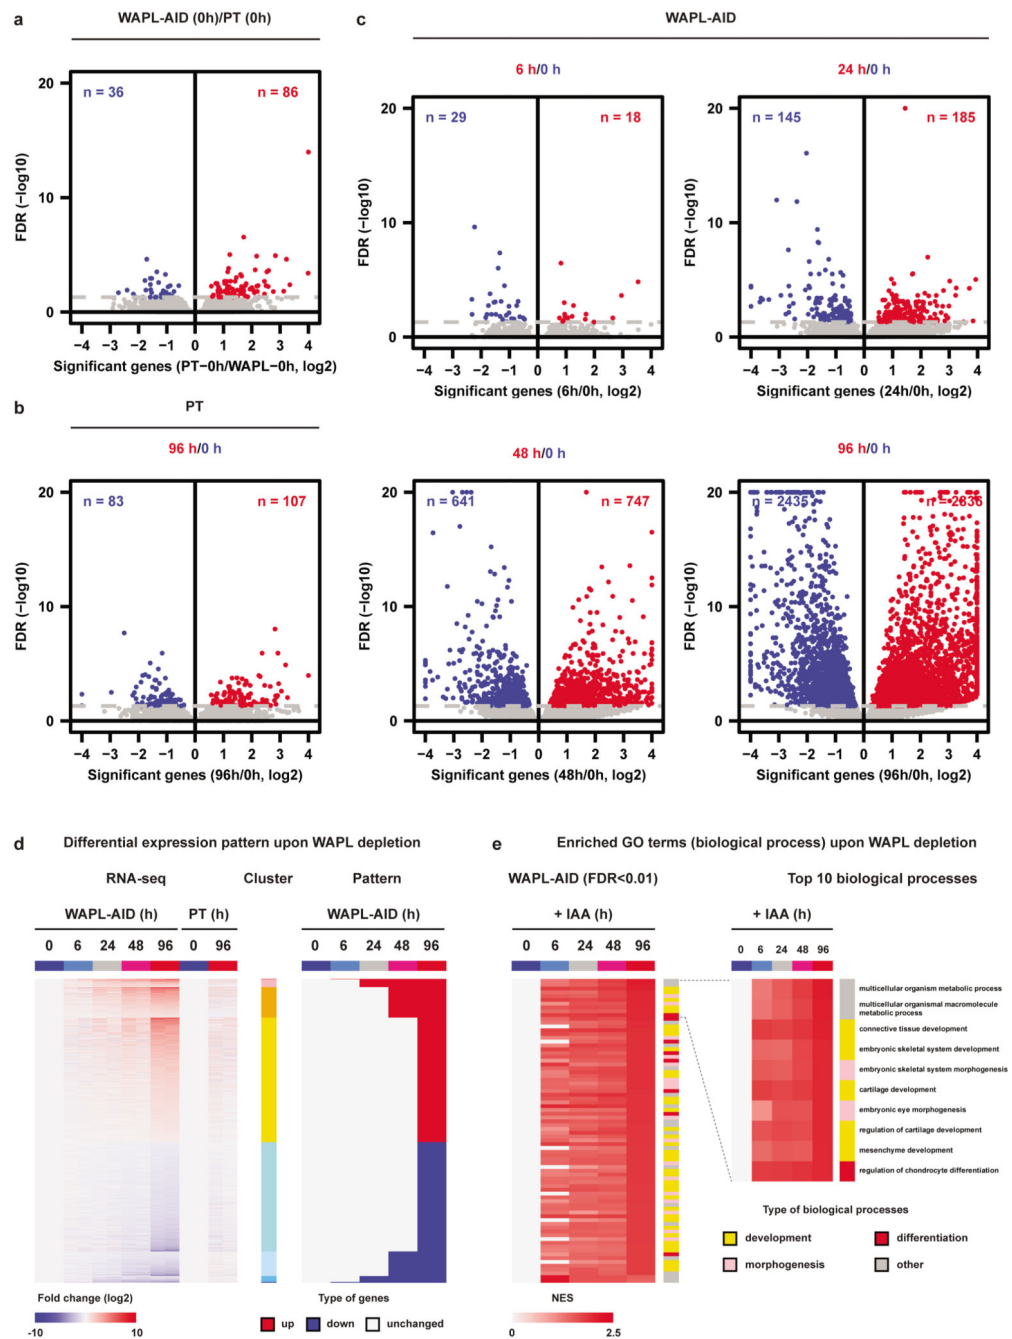 a
WAPL-AID (0h)/PT (0h)
n = 36
n = 86
20
10
0
FDR (−log10)
−4 −3 −2 −1 0 1 2 3 4
Significant genes (PT−0h/WAPL−0h, log2)
c
WAPL-AID
6 h/0 h
n = 29
n = 18
20
10
0
FDR (−log10)
−4 −3 −2 −1 0 1 2 3 4
Significant genes (6h/0h, log2)
24 h/0 h
n = 145
n = 185
20
10
0
FDR (−log10)
−4 −3 −2 −1 0 1 2 3 4
Significant genes (24h/0h, log2)
b
PT
96 h/0 h
n = 83
n = 107
20
10
0
FDR (−log10)
−4 −3 −2 −1 0 1 2 3 4
Significant genes (96h/0h, log2)
48 h/0 h
n = 641
n = 747
20
10
0
FDR (−log10)
−4 −3 −2 −1 0 1 2 3 4
Significant genes (48h/0h, log2)
96 h/0 h
n = 2435
20
10
0
FDR (−log10)
−4 −3 −2 −1 0 1 2 3 4
Significant genes (96h/0h, log2)
d
Differential expression pattern upon WAPL depletion
RNA-seq
Cluster
Pattern
WAPL-AID (h)
PT (h)
WAPL-AID (h)
0 6 24 48 96 0 96
0 6 24 48 96
Fold change (log2)
-10 10
Type of genes
up down unchanged
e
Enriched GO terms (biological process) upon WAPL depletion
WAPL-AID (FDR<0.01)
Top 10 biological processes
+ IAA (h)
+ IAA (h)
0 6 24 48 96
0 6 24 48 96
multicellular organism metabolic process
multicellular organismal macromolecule
metabolic process
connective tissue development
embryonic skeletal system development
embryonic skeletal system morphogenesis
cartilage development
embryonic eye morphogenesis
regulation of cartilage development
mesenchyme development
regulation of chondrocyte differentiation
Type of biological processes
development
differentiation
morphogenesis
other
NES
0 2.5